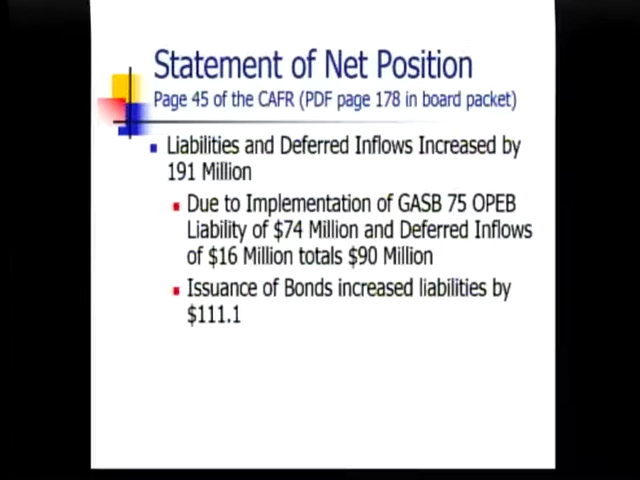 Statement of Net Position
Page 45 of the CAFR (PDF page 178 in board packet)
Liabilities and Deferred Inflows Increased by
191 Million
Due to Implementation of GASB 75 OPEB
Liability of $74 Million and Deferred Inflows
of $16 Million totals $90 Million
Issuance of Bonds increased liabilities by
$111.1